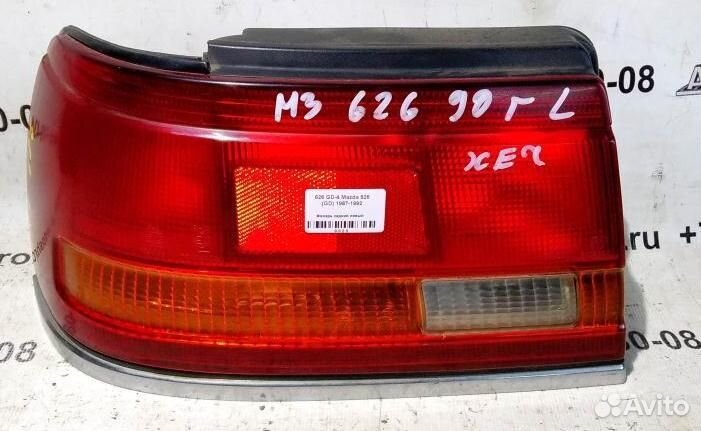 МЗ 626 90 г L
ХЕЧ
626 GD-4 Mazda 626
(GD) 1987-1992
Фонарь задний левый
0-08
.ru +7
0-08
0-08
Avito